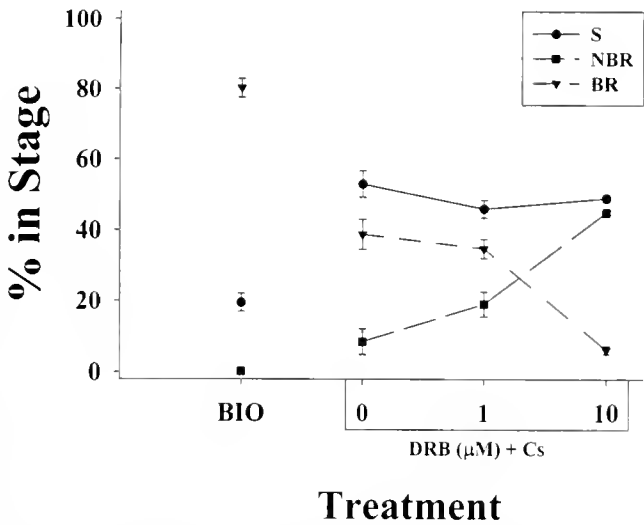 100
80
60
40
20
0
% in Stage
S
NBR
BR
BIO
0 1 10
DRB (μM) + Cs
Treatment